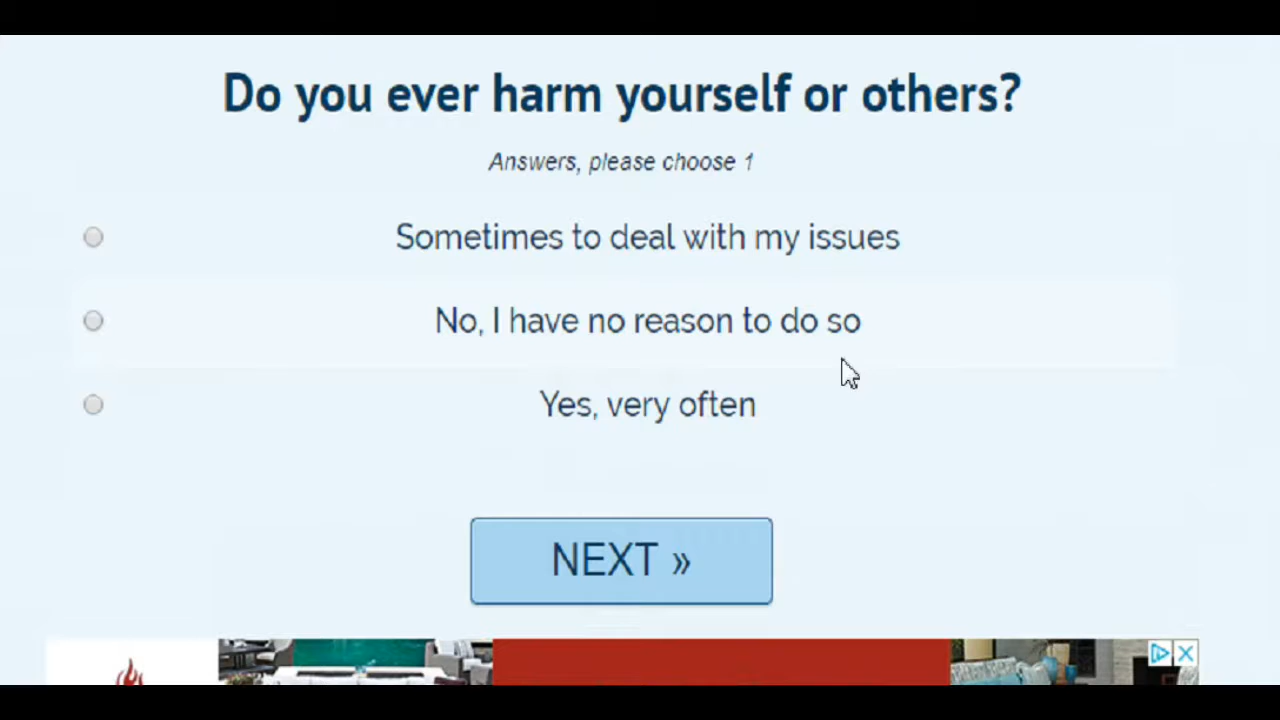 Do you ever harm yourself or others?
Answers, please choose 1
Sometimes to deal with my issues
No, I have no reason to do so
Yes, very often
NEXT »